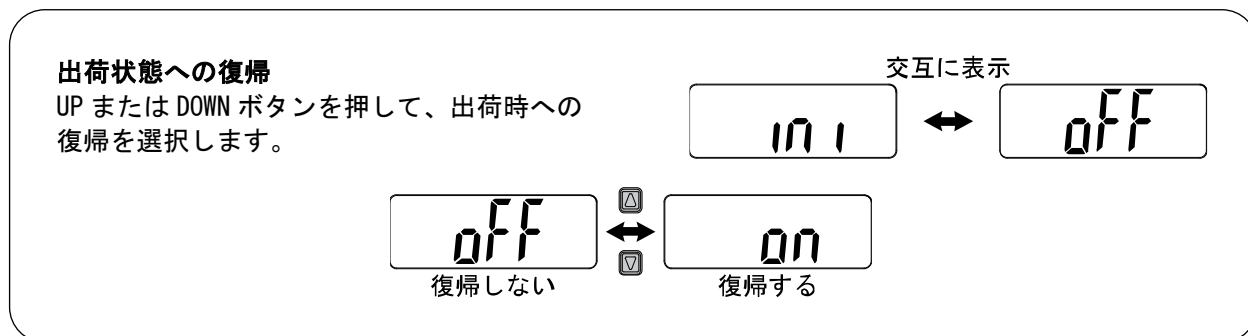 出荷状態への復帰
UP または DOWN ボタンを押して、出荷時への
復帰を選択します。
交互に表示
ini oFF
oFF on
復帰しない 復帰する